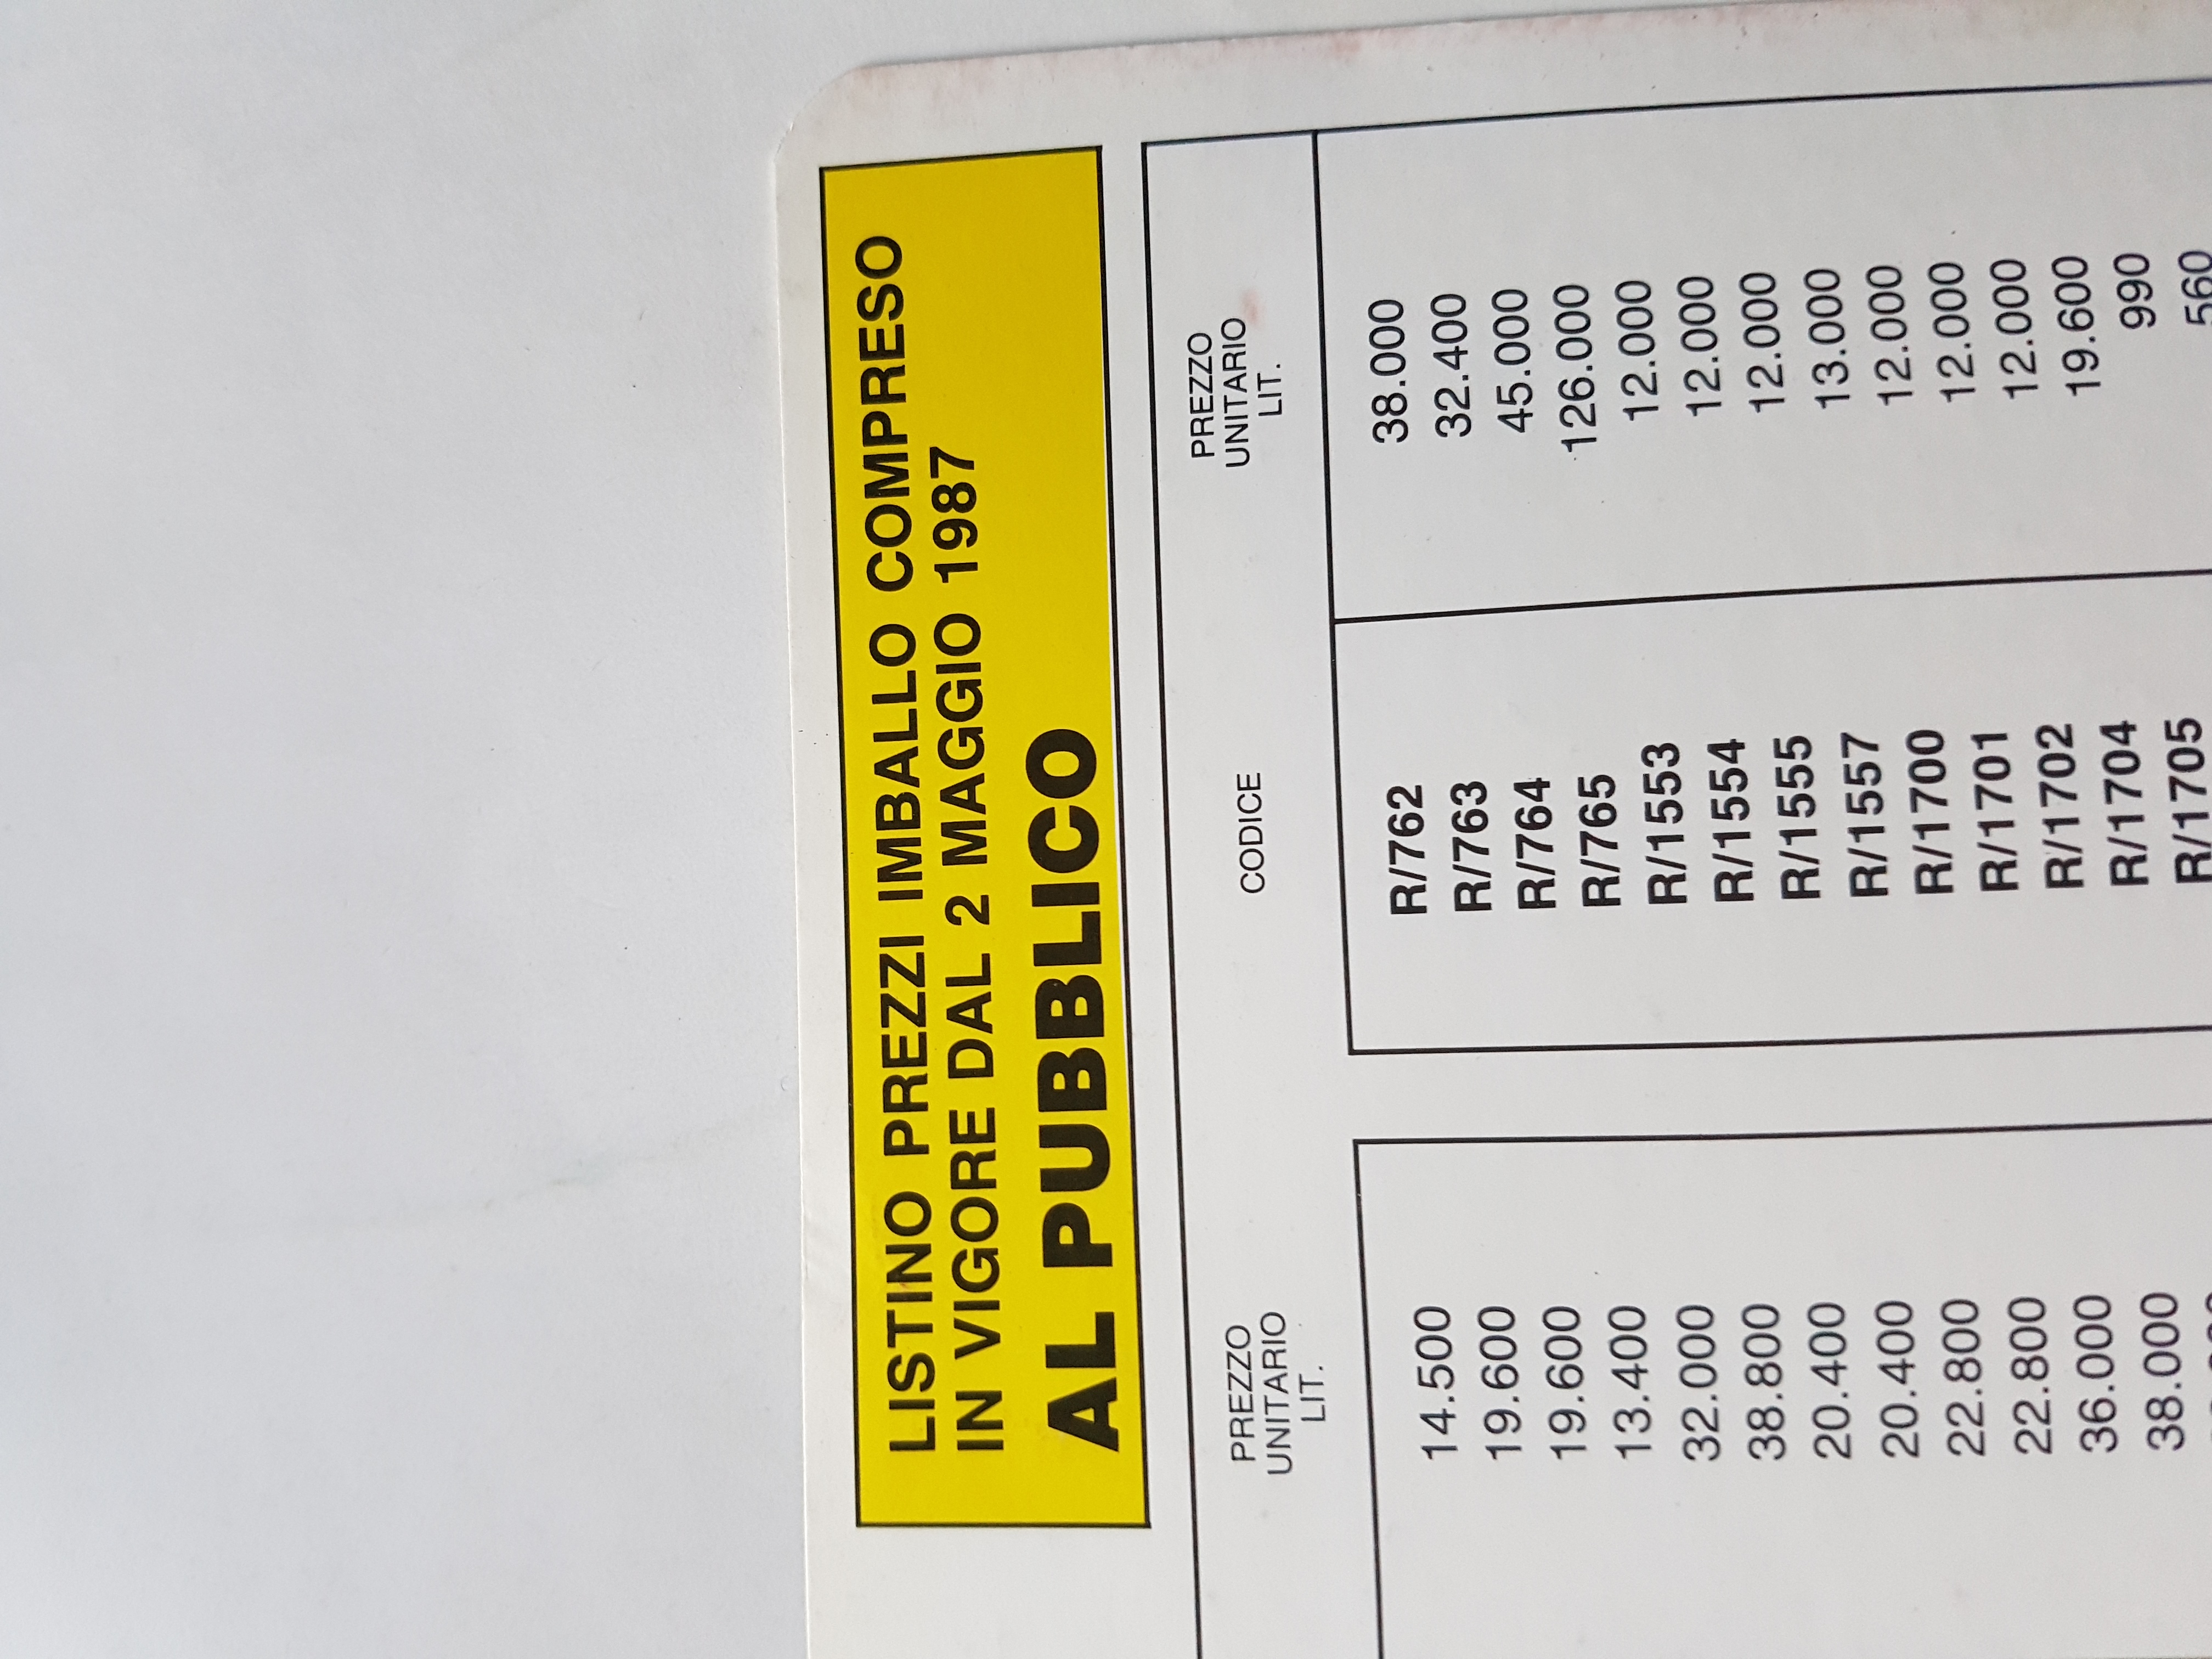 LISTINO PREZZI IMBALLO COMPRESO
IN VIGORE DAL 2 MAGGIO 1987
AL PUBBLICO
PREZZO
UNITARIO
LIT.
14.500
19.600
19.600
13.400
32.000
38.800
20.400
20.400
22.800
22.800
36.000
38.000
CODICE
R/762
R/763
R/764
R/765
R/1553
R/1554
R/1555
R/1557
R/1700
R/1701
R/1702
R/1704
R/1705
PREZZO
UNITARIO
LIT.
38.000
32.400
45.000
126.000
12.000
12.000
12.000
13.000
12.000
12.000
12.000
19.600
990
560